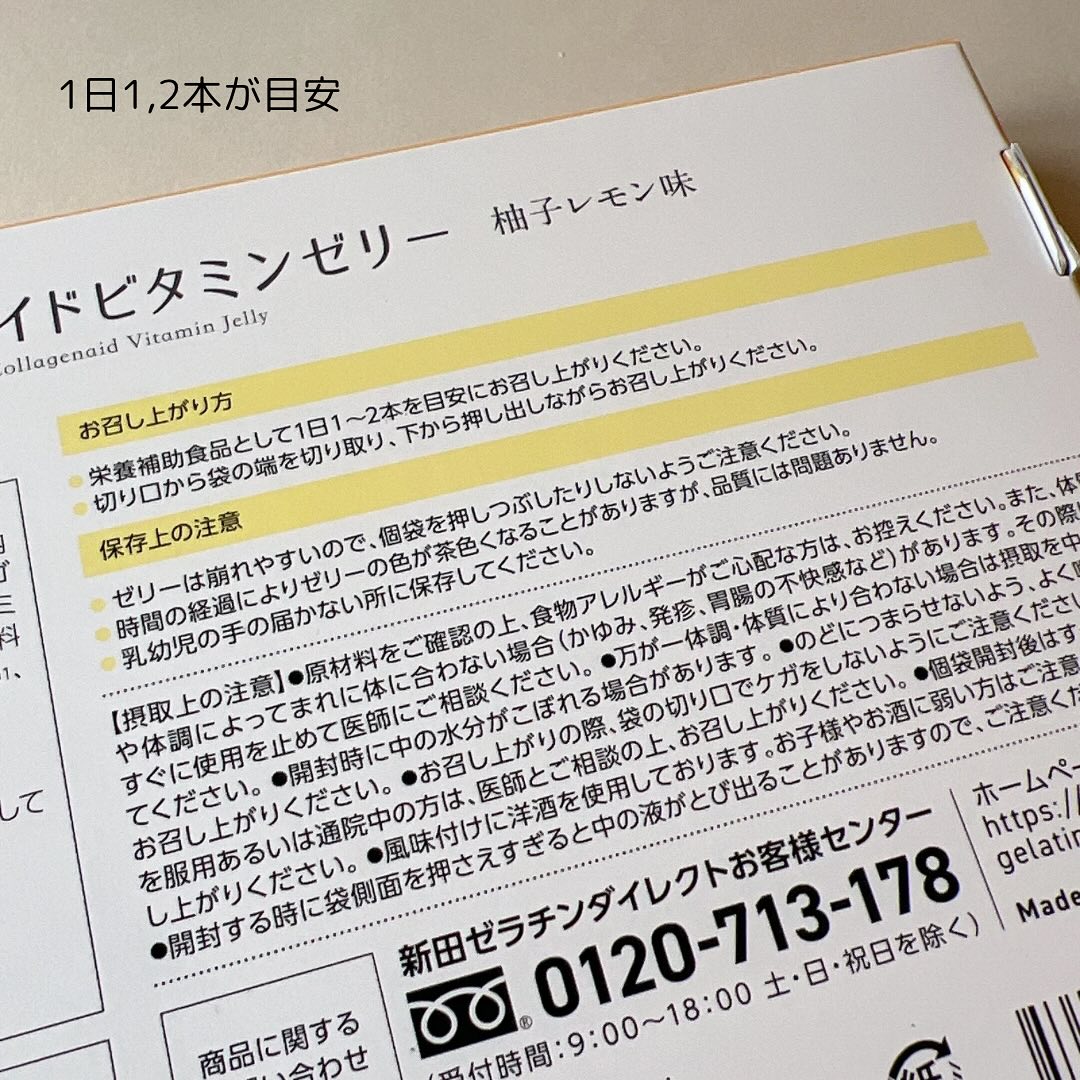 1日1,2本が目安
イドビタミンゼリー 柚子レモン味
ollagenaid Vitamin Jelly
お召し上がり方
栄養補助食品として1日1〜2本を目安にお召し上がりください。
切り口から袋の端を切り取り、下から押し出しながらお召し上がりください。
保存上の注意
ゼリーは崩れやすいので、個袋を押しつぶしたりしないようご注意ください。
時間の経過によりゼリーの色が茶色くなることがありますが、品質には問題ありません。
乳幼児の手の届かない所に保存してください。
【摂取上の注意】●原材料をご確認の上、食物アレルギーがご心配な方は、お控えください。また、体
や体調によってまれに体に合わない場合(かゆみ、発疹、胃腸の不快感など)があります。その際
すぐに使用を止めて医師にご相談ください。●万が一体調・体質により合わない場合は摂取を中
てください。●開封時に中の水分がこぼれる場合があります。●のどにつまらせないよう、よく
お召し上がりください。●お召し上がりの際、袋の切り口でケガをしないようにご注意ください
を服用あるいは通院中の方は、医師とご相談の上、お召し上がりください。●個袋開封後はす
し上がりください。●風味付けに洋酒を使用しております。お子様やお酒に弱い方はご注意
●開封する時に袋側面を押さえすぎると中の液がとび出ることがありますので、ご注意くだ
料
して
商品に関する
い合わせ
新田ゼラチンダイレクトお客様センター
0120-713-178
(受付時間:9:00〜18:00 土・日・祝日を除く)
ホームペー
https:/
gelatin
Made
紙